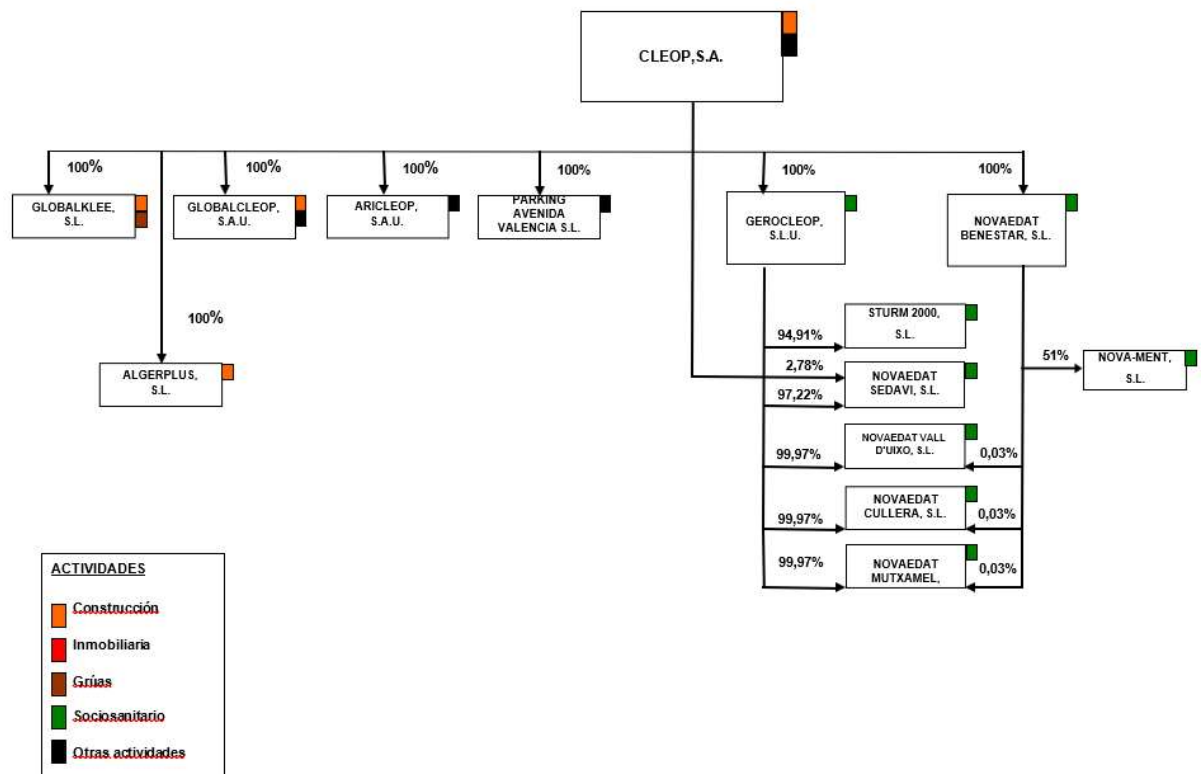 CLEOP,S.A.
100%
100%
100%
100%
100%
100%
GLOBALKLEE,
S.L.
GLOBALCLEOP,
S.A.U.
ARICLEOP,
S.A.U.
PARKING
AVENIDA
VALENCIA S.L.
GEROCLEOP,
S.L.U.
NOVAEDAT
BENESTAR, S.L.
100%
ALGERPLUS,
S.L.
94,91%
STURM 2000,
S.L.
2,78%
97,22%
NOVAEDAT
SEDAVI, S.L.
51%
NOVA-MENT,
S.L.
99,97%
NOVAEDAT VALL
D'UIXO, S.L.
0,03%
99,97%
NOVAEDAT
CULLERA, S.L.
0,03%
99,97%
NOVAEDAT
MUTXAMEL,
0,03%
ACTIVIDADES
Construcción
Inmobiliaria
Grúas
Sociosanitario
Otras actividades